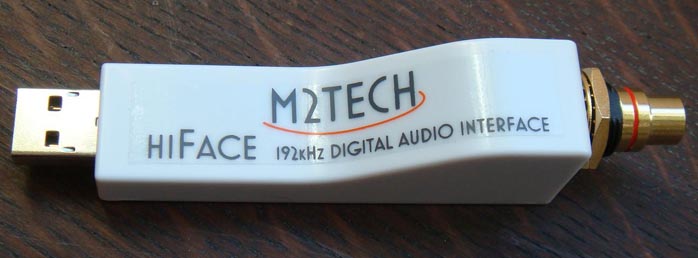 M2TECH
HIFACE 192KHZ DIGITAL AUDIO INTERFACE